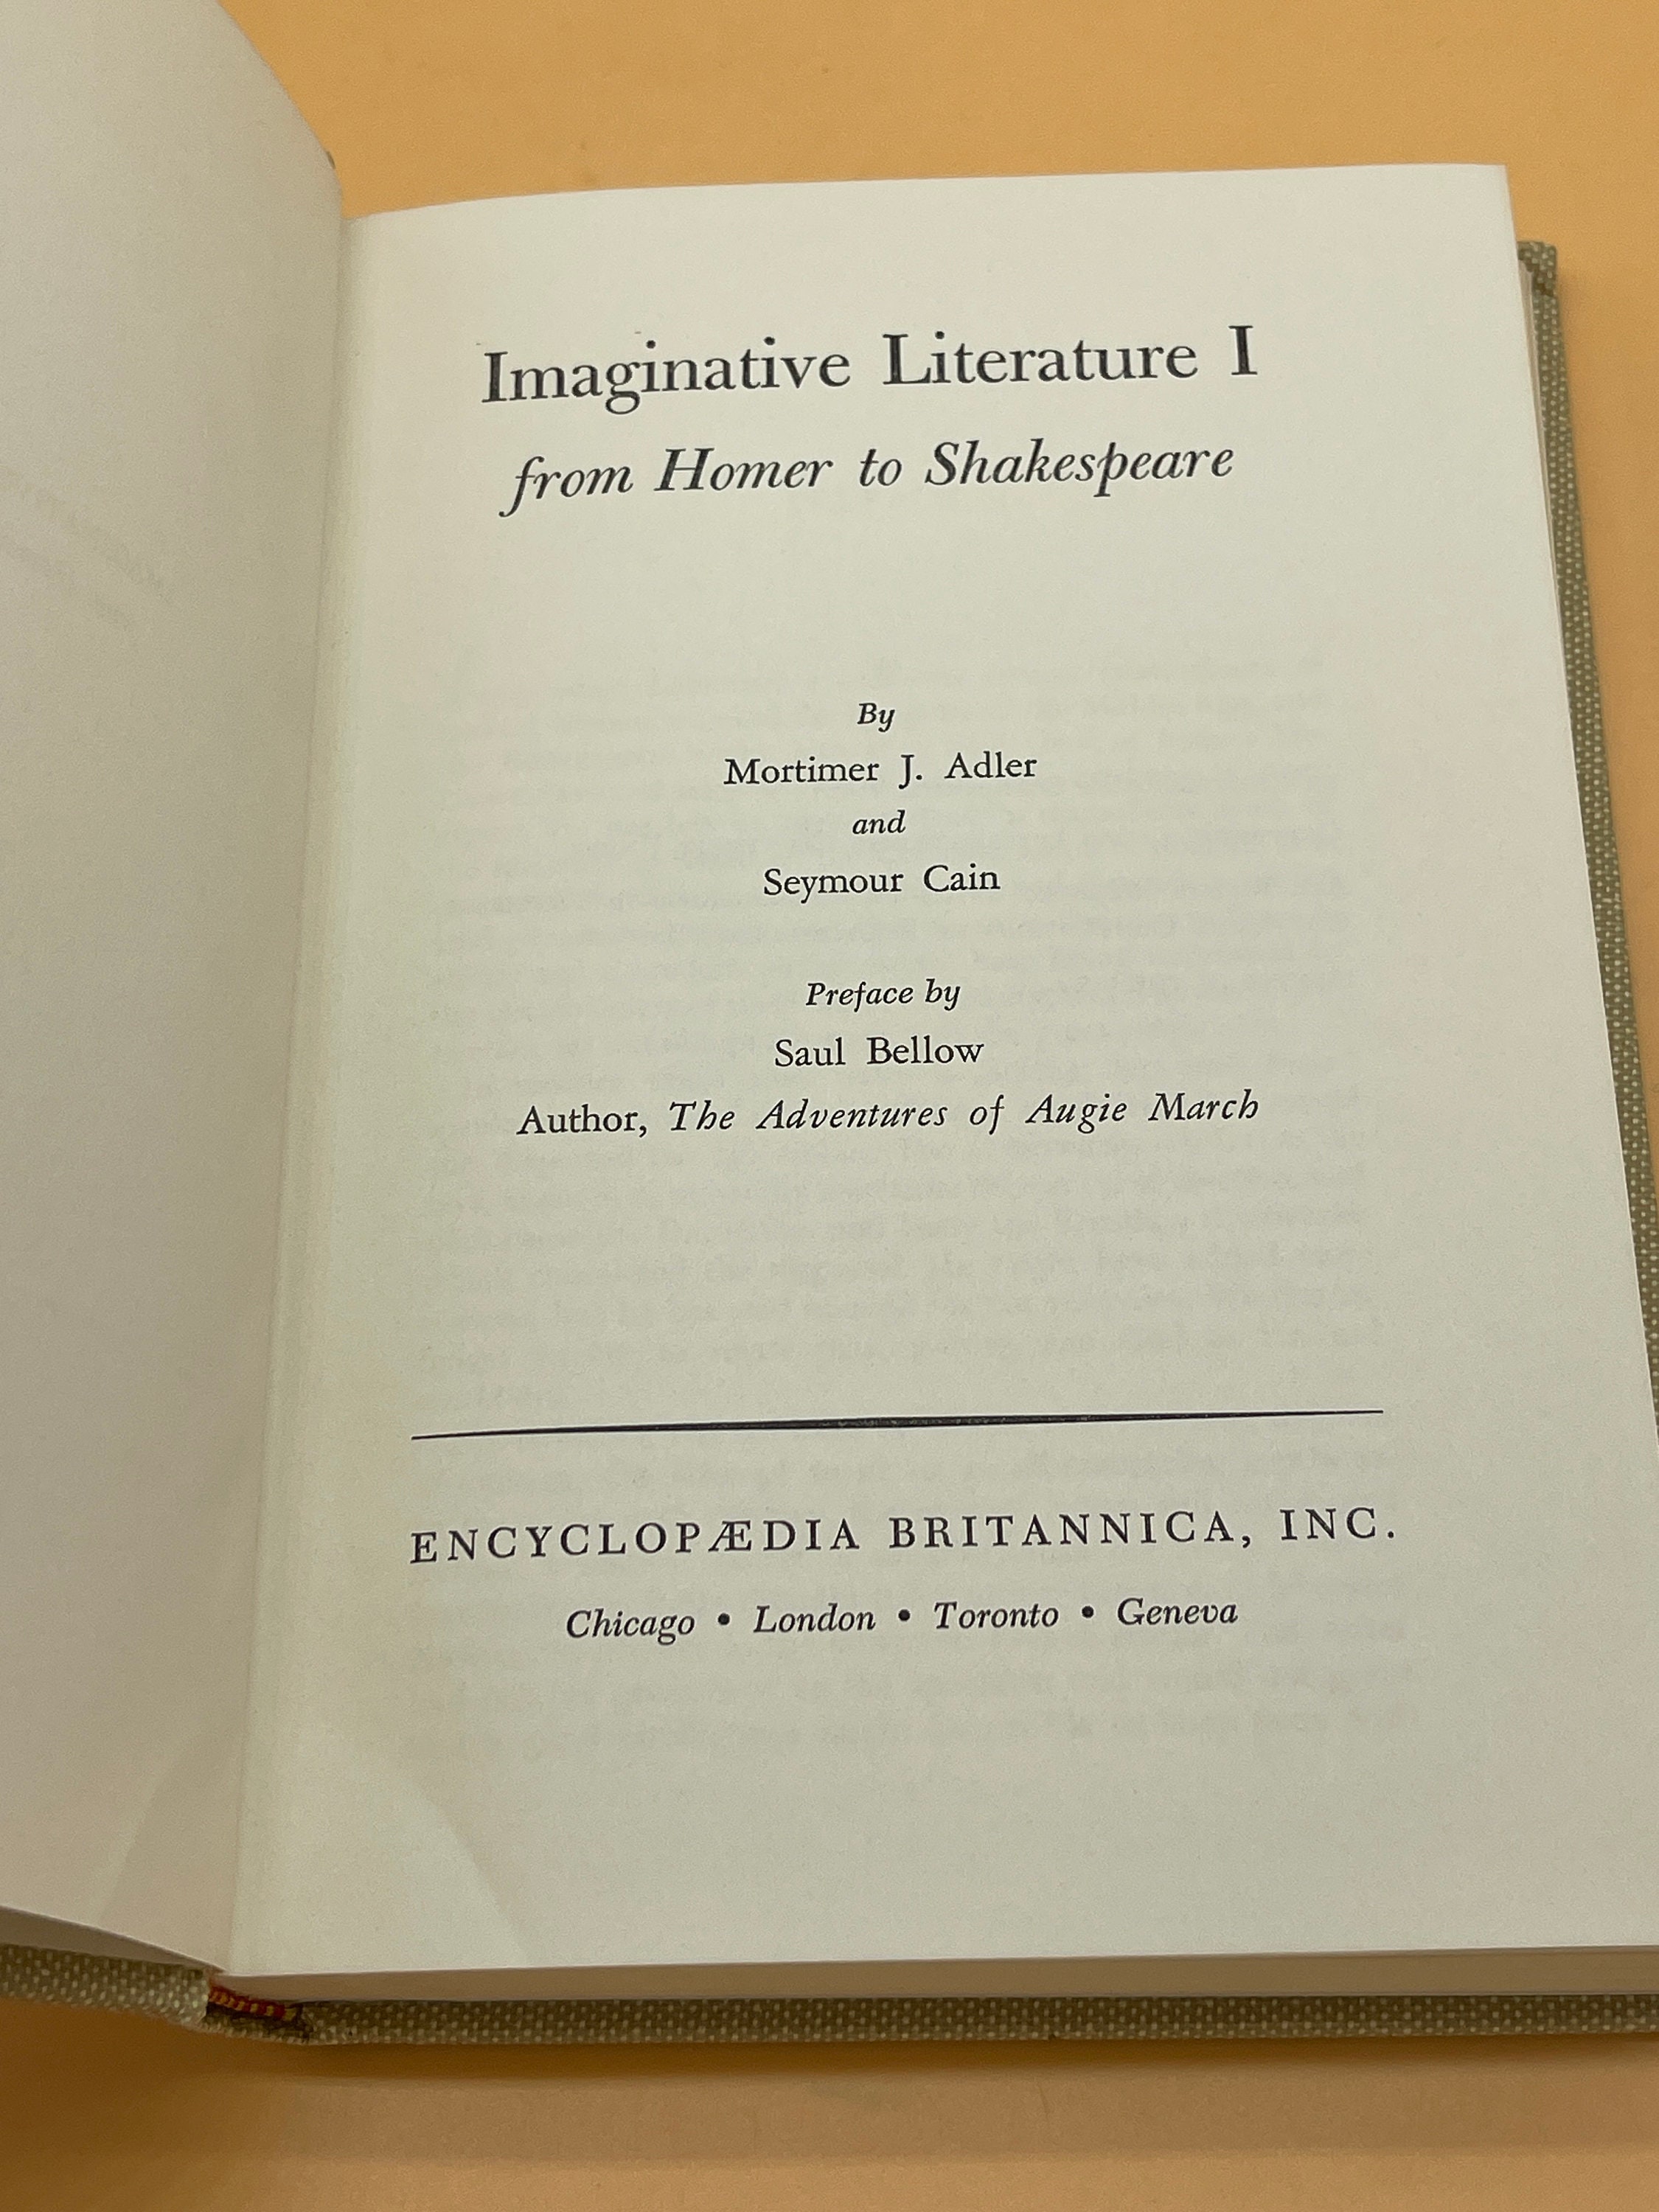 Imaginative Literature I
from Homer to Shakespeare
By
Mortimer J. Adler
and
Seymour Cain
Preface by
Saul Bellow
Author, The Adventures of Augie March
ENCYCLOPÆDIA BRITANNICA, INC.
Chicago • London • Toronto • Geneva